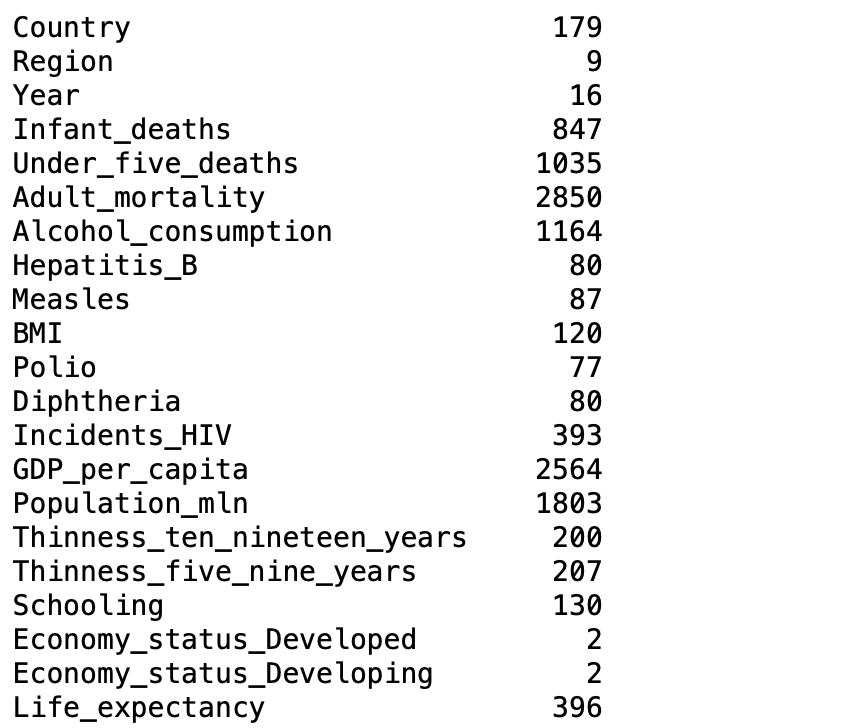 Country 179
Region 9
Year 16
Infant_deaths 847
Under_five_deaths 1035
Adult_mortality 2850
Alcohol_consumption 1164
Hepatitis_B 80
Measles 87
BMI 120
Polio 77
Diphtheria 80
Incidents_HIV 393
GDP_per_capita 2564
Population_mln 1803
Thinness_ten_nineteen_years 200
Thinness_five_nine_years 207
Schooling 130
Economy_status_Developed 2
Economy_status_Developing 2
Life_expectancy 396